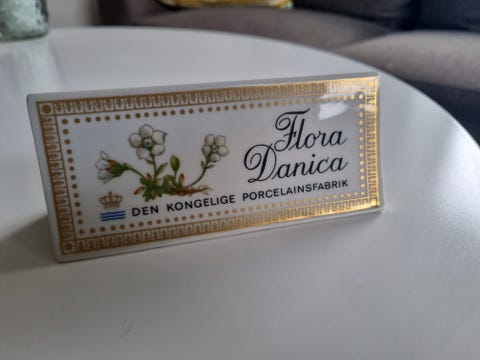 Flora
Danica
DEN KONGELIGE PORCELAINSFABRIK